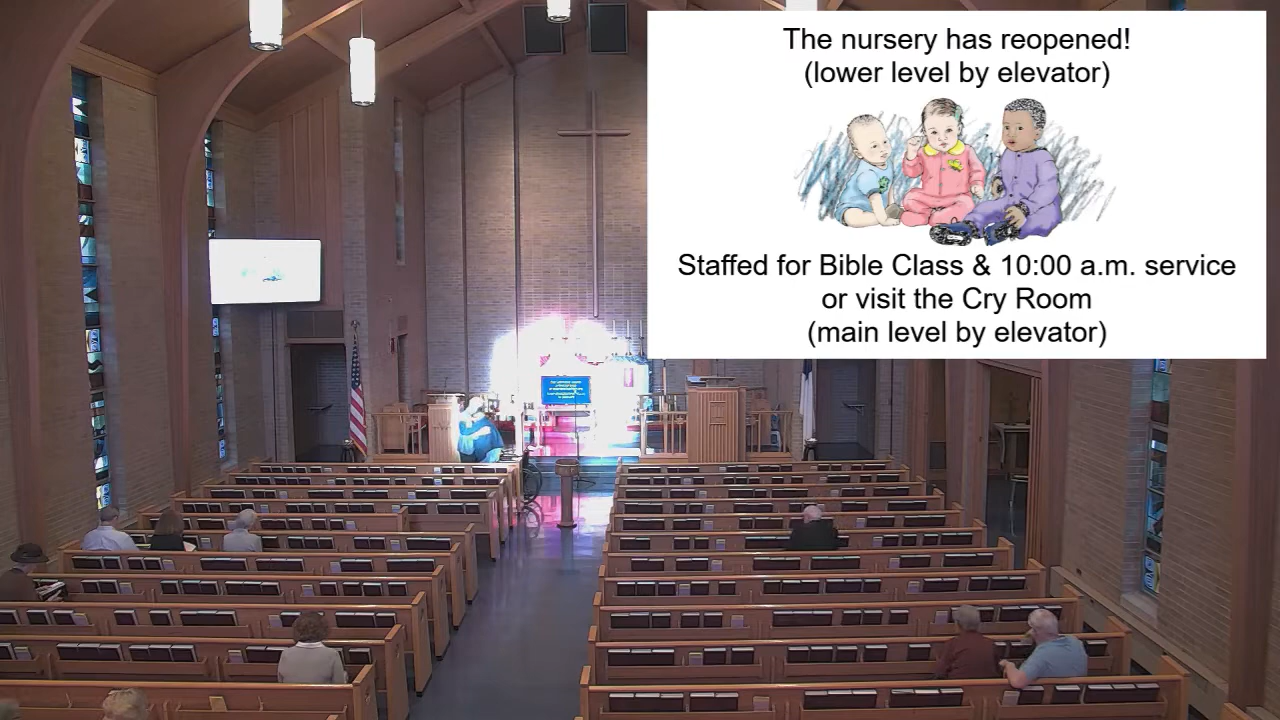 The nursery has reopened!
(lower level by elevator)
Staffed for Bible Class & 10:00 a.m. service
or visit the Cry Room
(main level by elevator)